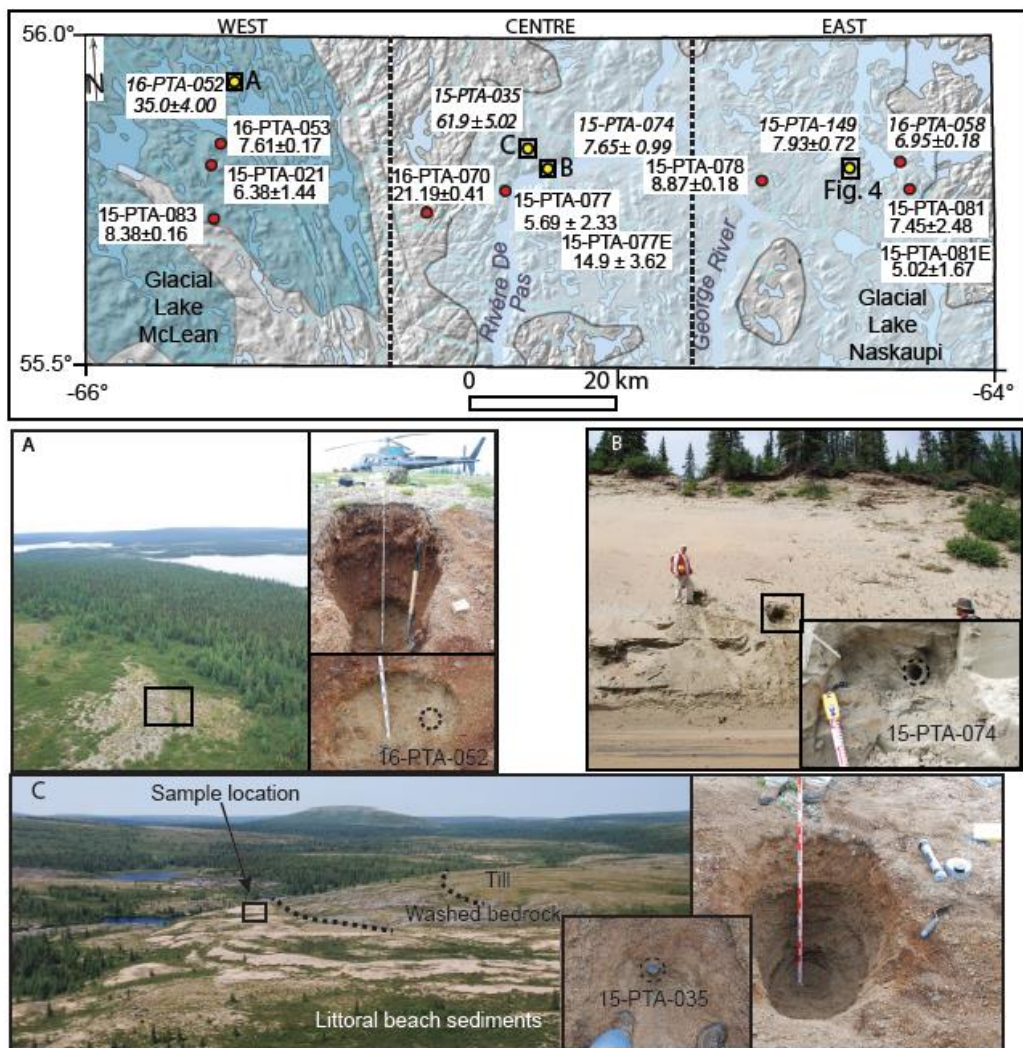 WEST
CENTRE
EAST
56.0°
N
16-PTA-052
35.0±4.00
A
16-PTA-053
7.61±0.17
15-PTA-021
6.38±1.44
15-PTA-083
8.38±0.16
Glacial
Lake
McLean
15-PTA-035
61.9±5.02
C
B
15-PTA-074
7.65±0.99
16-PTA-070
21.19±0.41
15-PTA-077
5.69 ± 2.33
15-PTA-077E
14.9 ± 3.62
Rivére De
Pas
15-PTA-078
8.87±0.18
George River
15-PTA-149
7.93±0.72
Fig. 4
16-PTA-058
6.95±0.18
15-PTA-081
7.45±2.48
15-PTA-081E
5.02±1.67
Glacial
Lake
Naskaupi
55.5°
-66°
0 20 km
-64°
A
16-PTA-052
B
15-PTA-074
C
Sample location
Till
Washed bedrock
15-PTA-035
Littoral beach sediments